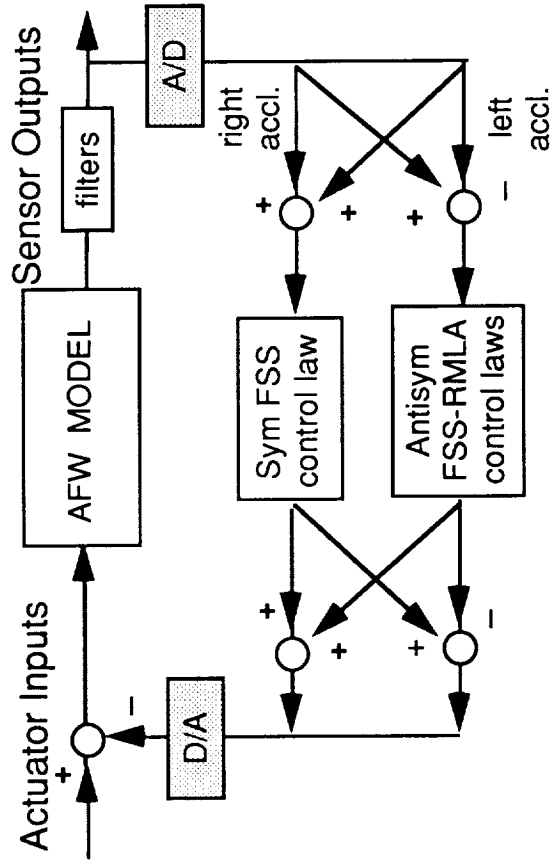 Actuator Inputs
Sensor Outputs
+
−
AFW MODEL
filters
D/A
A/D
right
accl.
+
+
Sym FSS
control law
+
+
left
accl.
+
−
Antisym
FSS-RMLA
control laws
+
−